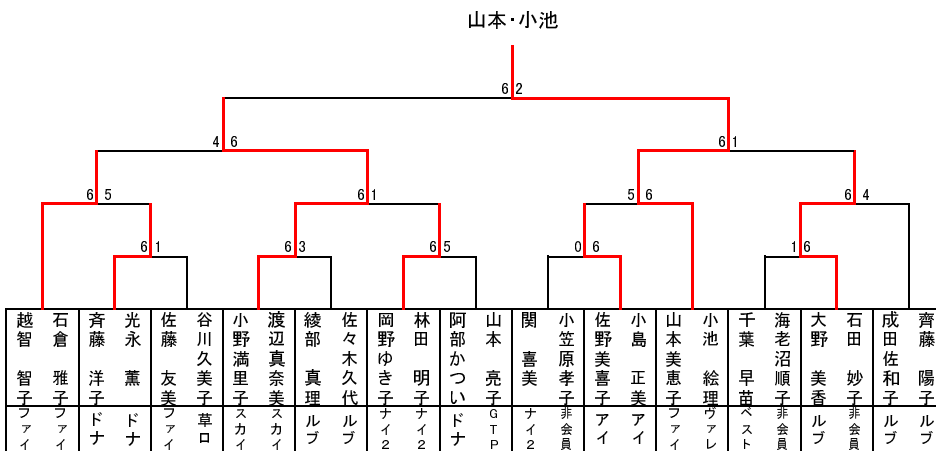 山本・小池
6 2
4 6
6 1
6 5
6 1
5 6
6 4
6 1
6 3
6 5
0 6
1 6
越智 智子
石倉 雅子
斉藤 洋子
光永 薫
佐藤 友美
谷川久美子
小野満里子
渡辺真奈美
綾部 真理
佐々木久代
岡野ゆき子
林田 明子
阿部かつい
山本 亮子
関 喜美
小笠原孝子
佐野美喜子
小島 正美
山本美恵子
小池 絵理
千葉 早苗
海老沼順子
大野 美香
石田 妙子
成田佐和子
齊藤 陽子
ファイ
ファイ
ドナ
ドナ
ファイ
草ロ
スカイ
スカイ
ルブ
ルブ
ナイ2
ナイ2
ドナ
GTP
ナイ2
非会員
アイ
アイ
ファイ
ヴァレ
ベスト
非会員
ルブ
非会員
ルブ
ルブ